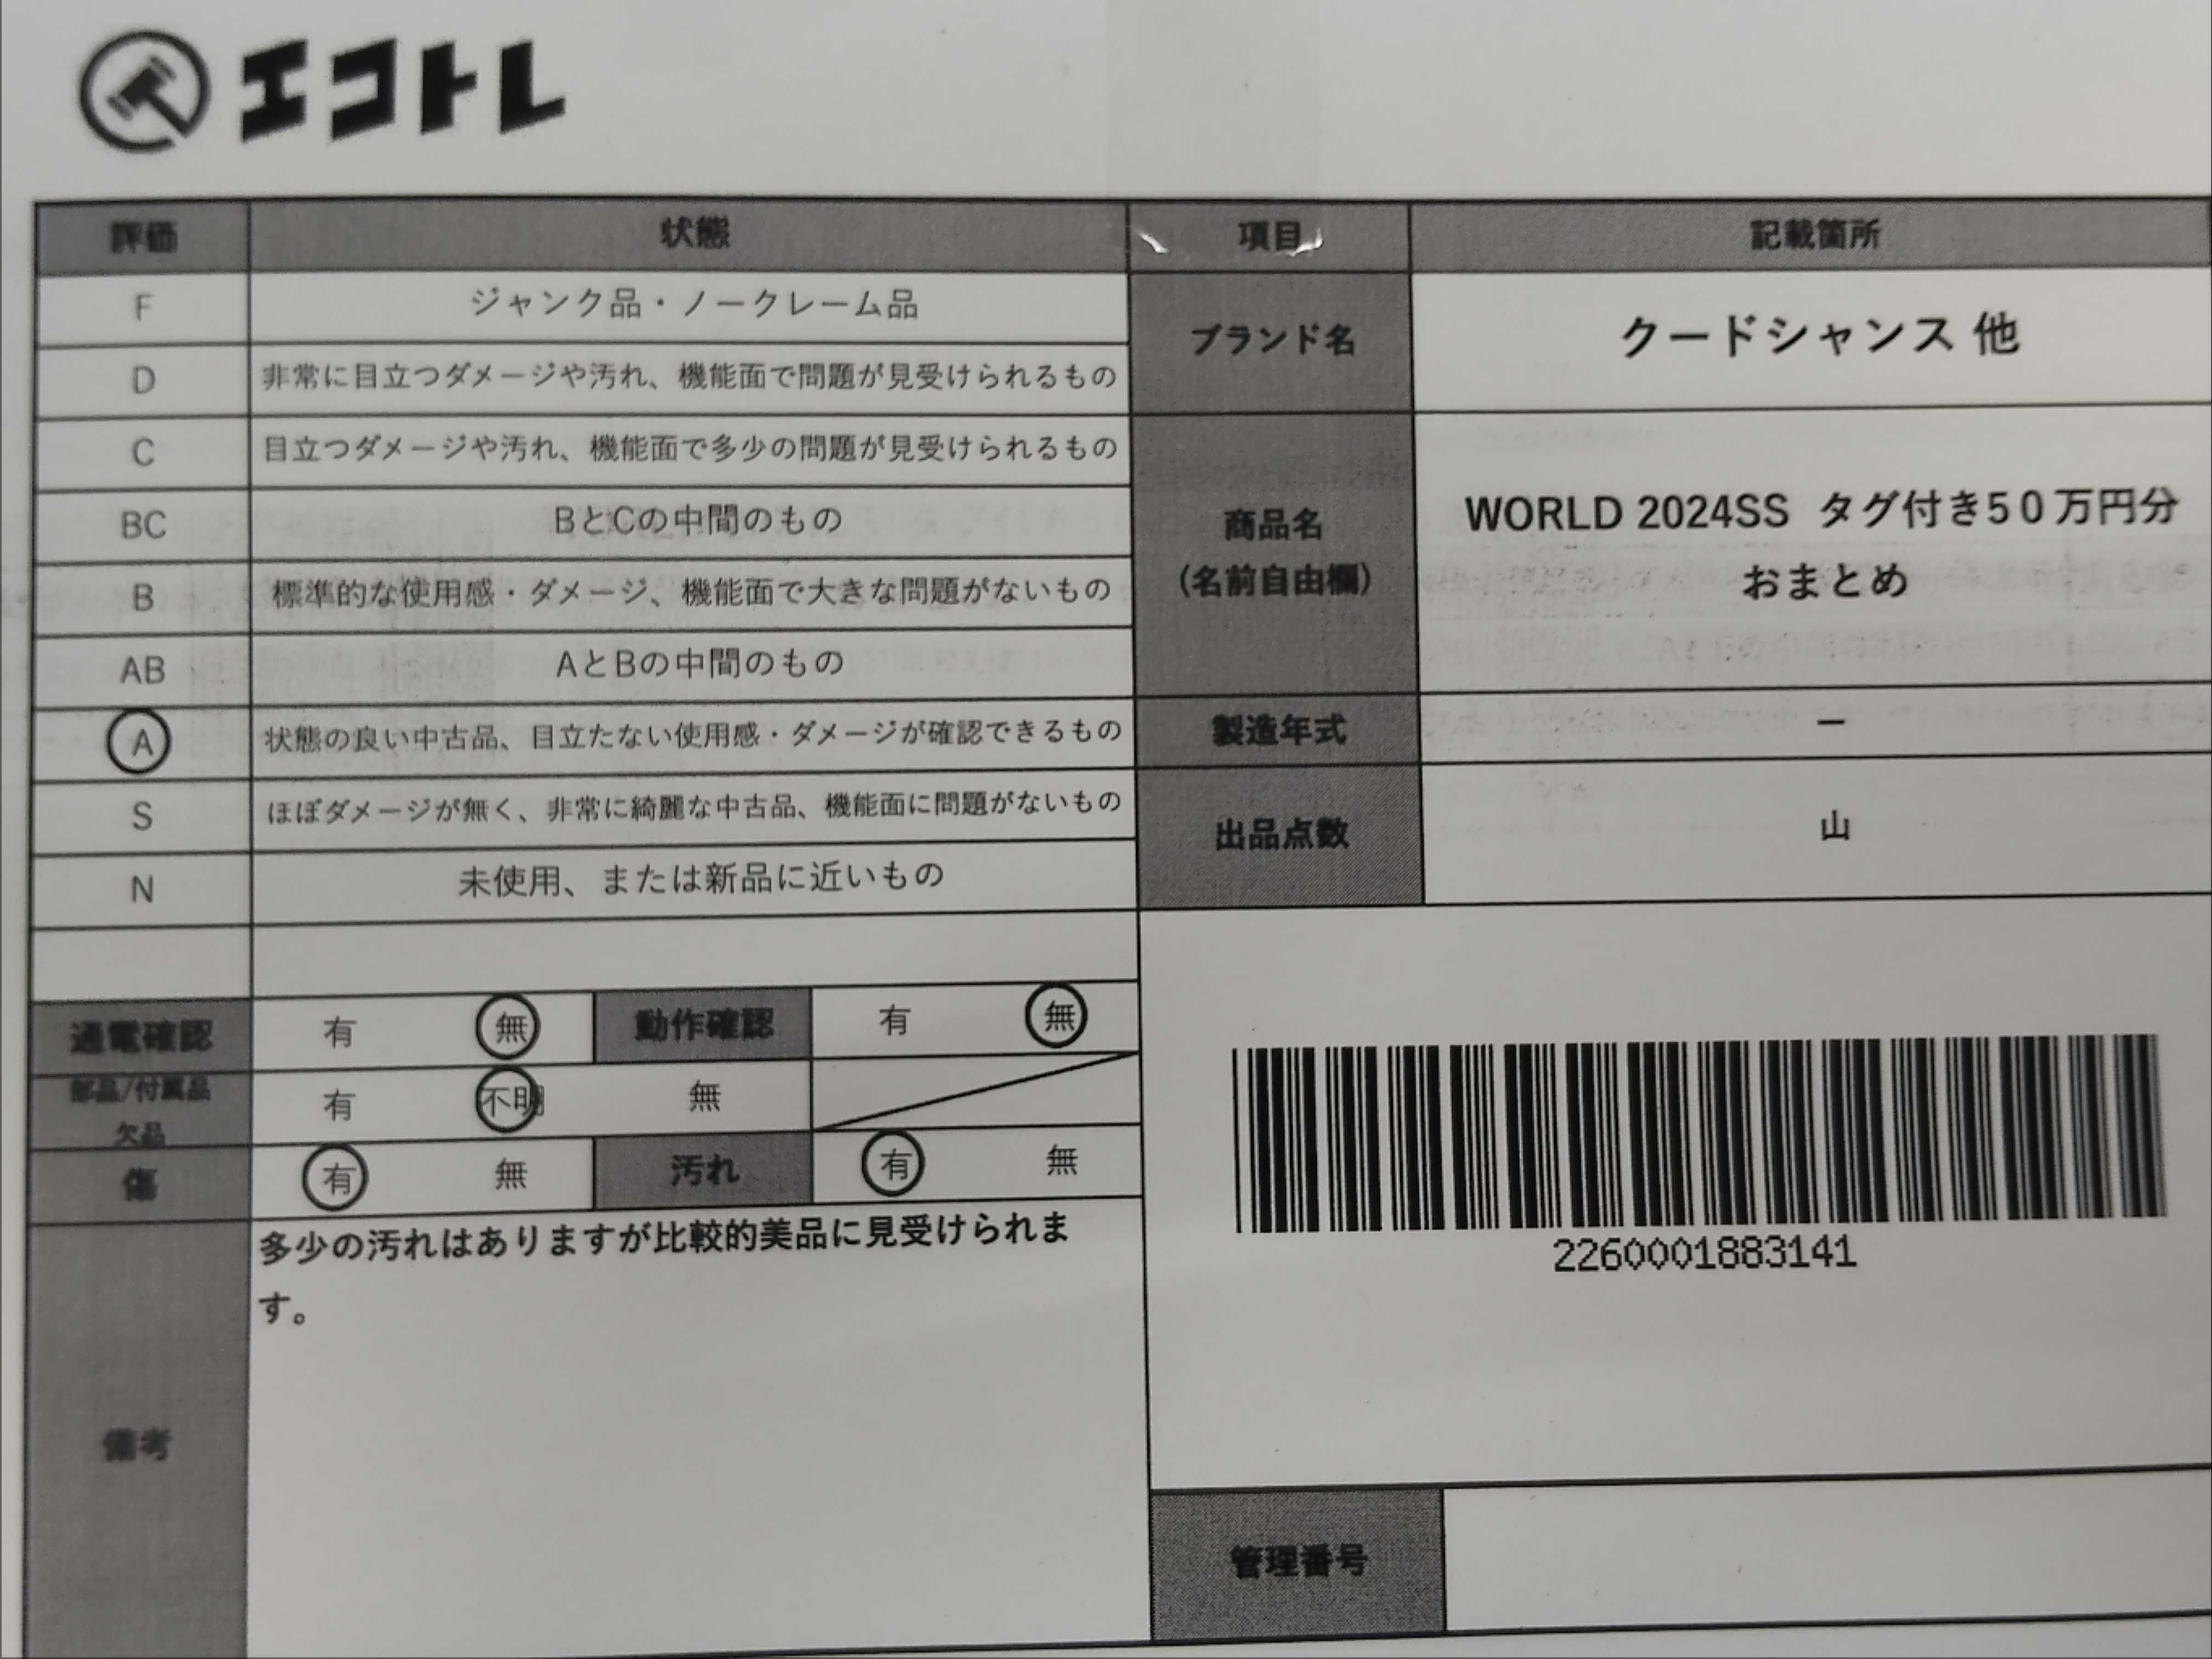 エコトレ
評価 状態 項目 記載箇所
F ジャンク品・ノークレーム品
D 非常に目立つダメージや汚れ、機能面で問題が見受けられるもの
C 目立つダメージや汚れ、機能面で多少の問題が見受けられるもの
BC BとCの中間のもの
B 標準的な使用感・ダメージ、機能面で大きな問題がないもの
AB AとBの中間のもの
A 状態の良い中古品、目立たない使用感・ダメージが確認できるもの
S ほぼダメージが無く、非常に綺麗な中古品、機能面に問題がないもの
N 未使用、または新品に近いもの
ブランド名 クードシャンス 他
商品名
(名前自由欄)
WORLD 2024SS タグ付き50万円分
おまとめ
製造年式 ー
出品点数 山
通電確認 有 無 動作確認 有 無
部品/付属品
欠品
有 不明 無
傷 有 無 汚れ 有 無
備考
多少の汚れはありますが比較的美品に見受けられま
す。
2260001883141
管理番号